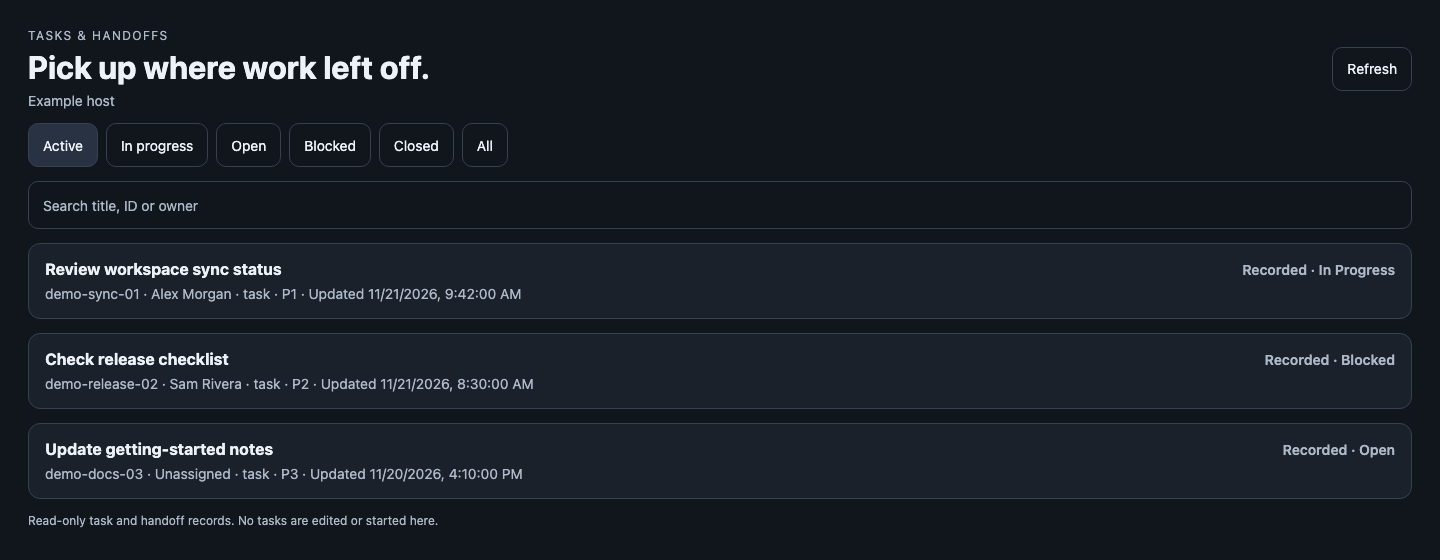 TASKS & HANDOFFS
Pick up where work left off.
Example host
Refresh
Active
In progress
Open
Blocked
Closed
All
Search title, ID or owner
Review workspace sync status
Recorded · In Progress
demo-sync-01 · Alex Morgan · task · P1 · Updated 11/21/2026, 9:42:00 AM
Check release checklist
Recorded · Blocked
demo-release-02 · Sam Rivera · task · P2 · Updated 11/21/2026, 8:30:00 AM
Update getting-started notes
Recorded · Open
demo-docs-03 · Unassigned · task · P3 · Updated 11/20/2026, 4:10:00 PM
Read-only task and handoff records. No tasks are edited or started here.